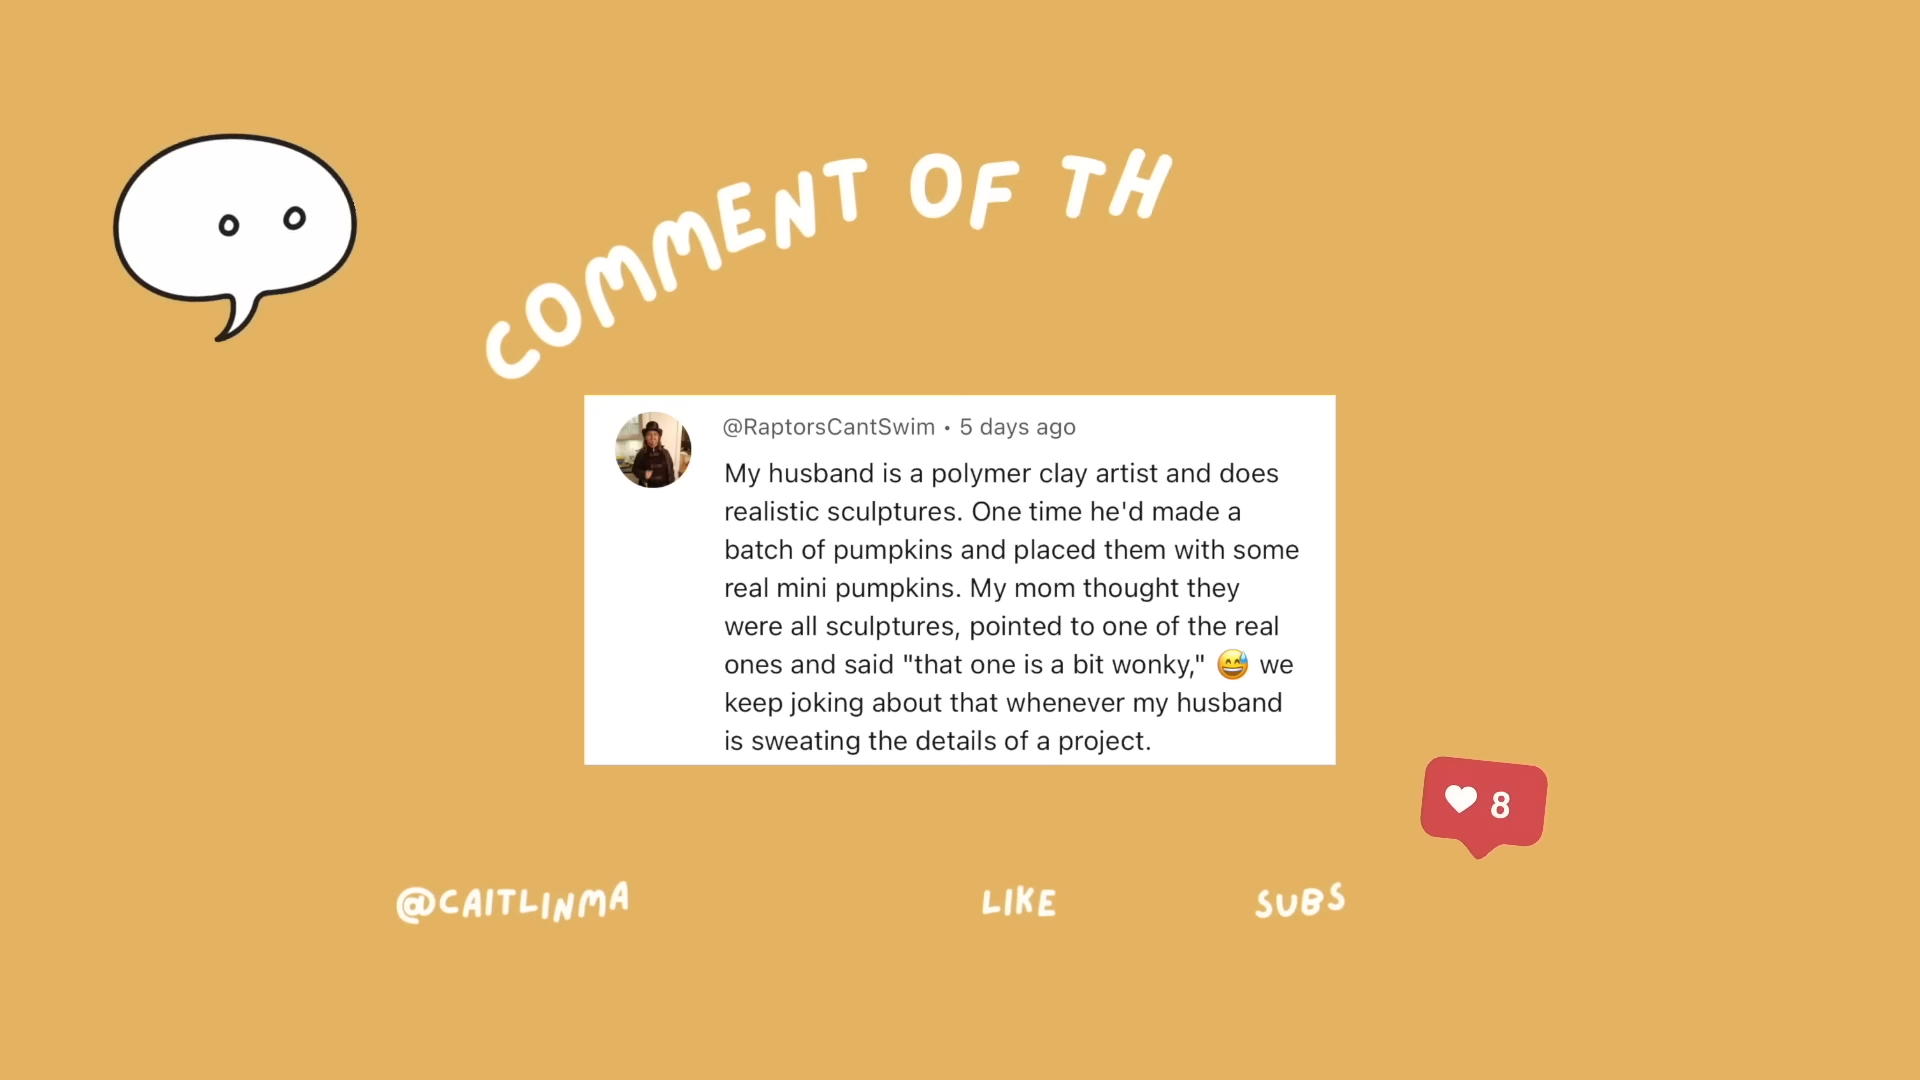 COMMENT OF TH
@RaptorsCantSwim • 5 days ago
My husband is a polymer clay artist and does
realistic sculptures. One time he'd made a
batch of pumpkins and placed them with some
real mini pumpkins. My mom thought they
were all sculptures, pointed to one of the real
ones and said "that one is a bit wonky," 😅 we
keep joking about that whenever my husband
is sweating the details of a project.
8
@CAITLINMA
LIKE
SUBS